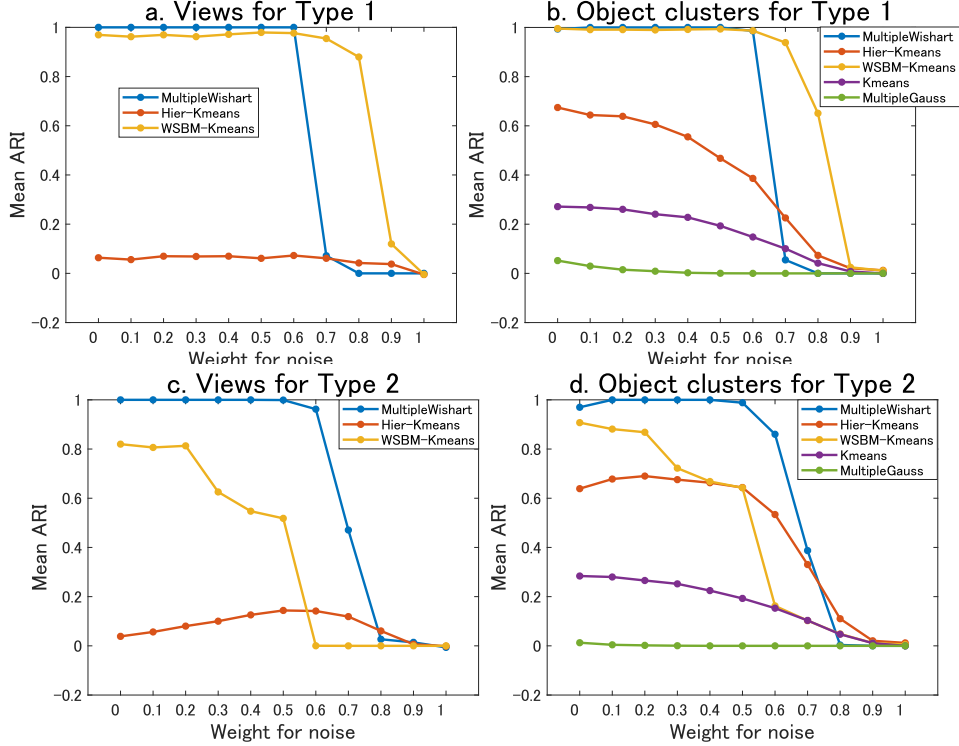 a. Views for Type 1
Mean ARI
1
0.8
0.6
0.4
0.2
0
-0.2
MultipleWishart
Hier-Kmeans
WSBM-Kmeans
0 0.1 0.2 0.3 0.4 0.5 0.6 0.7 0.8 0.9 1
Weight for noise
b. Object clusters for Type 1
Mean ARI
1
0.8
0.6
0.4
0.2
0
-0.2
MultipleWishart
Hier-Kmeans
WSBM-Kmeans
Kmeans
MultipleGauss
0 0.1 0.2 0.3 0.4 0.5 0.6 0.7 0.8 0.9 1
Weight for noise
c. Views for Type 2
Mean ARI
1
0.8
0.6
0.4
0.2
0
-0.2
MultipleWishart
Hier-Kmeans
WSBM-Kmeans
0 0.1 0.2 0.3 0.4 0.5 0.6 0.7 0.8 0.9 1
Weight for noise
d. Object clusters for Type 2
Mean ARI
1
0.8
0.6
0.4
0.2
0
-0.2
MultipleWishart
Hier-Kmeans
WSBM-Kmeans
Kmeans
MultipleGauss
0 0.1 0.2 0.3 0.4 0.5 0.6 0.7 0.8 0.9 1
Weight for noise